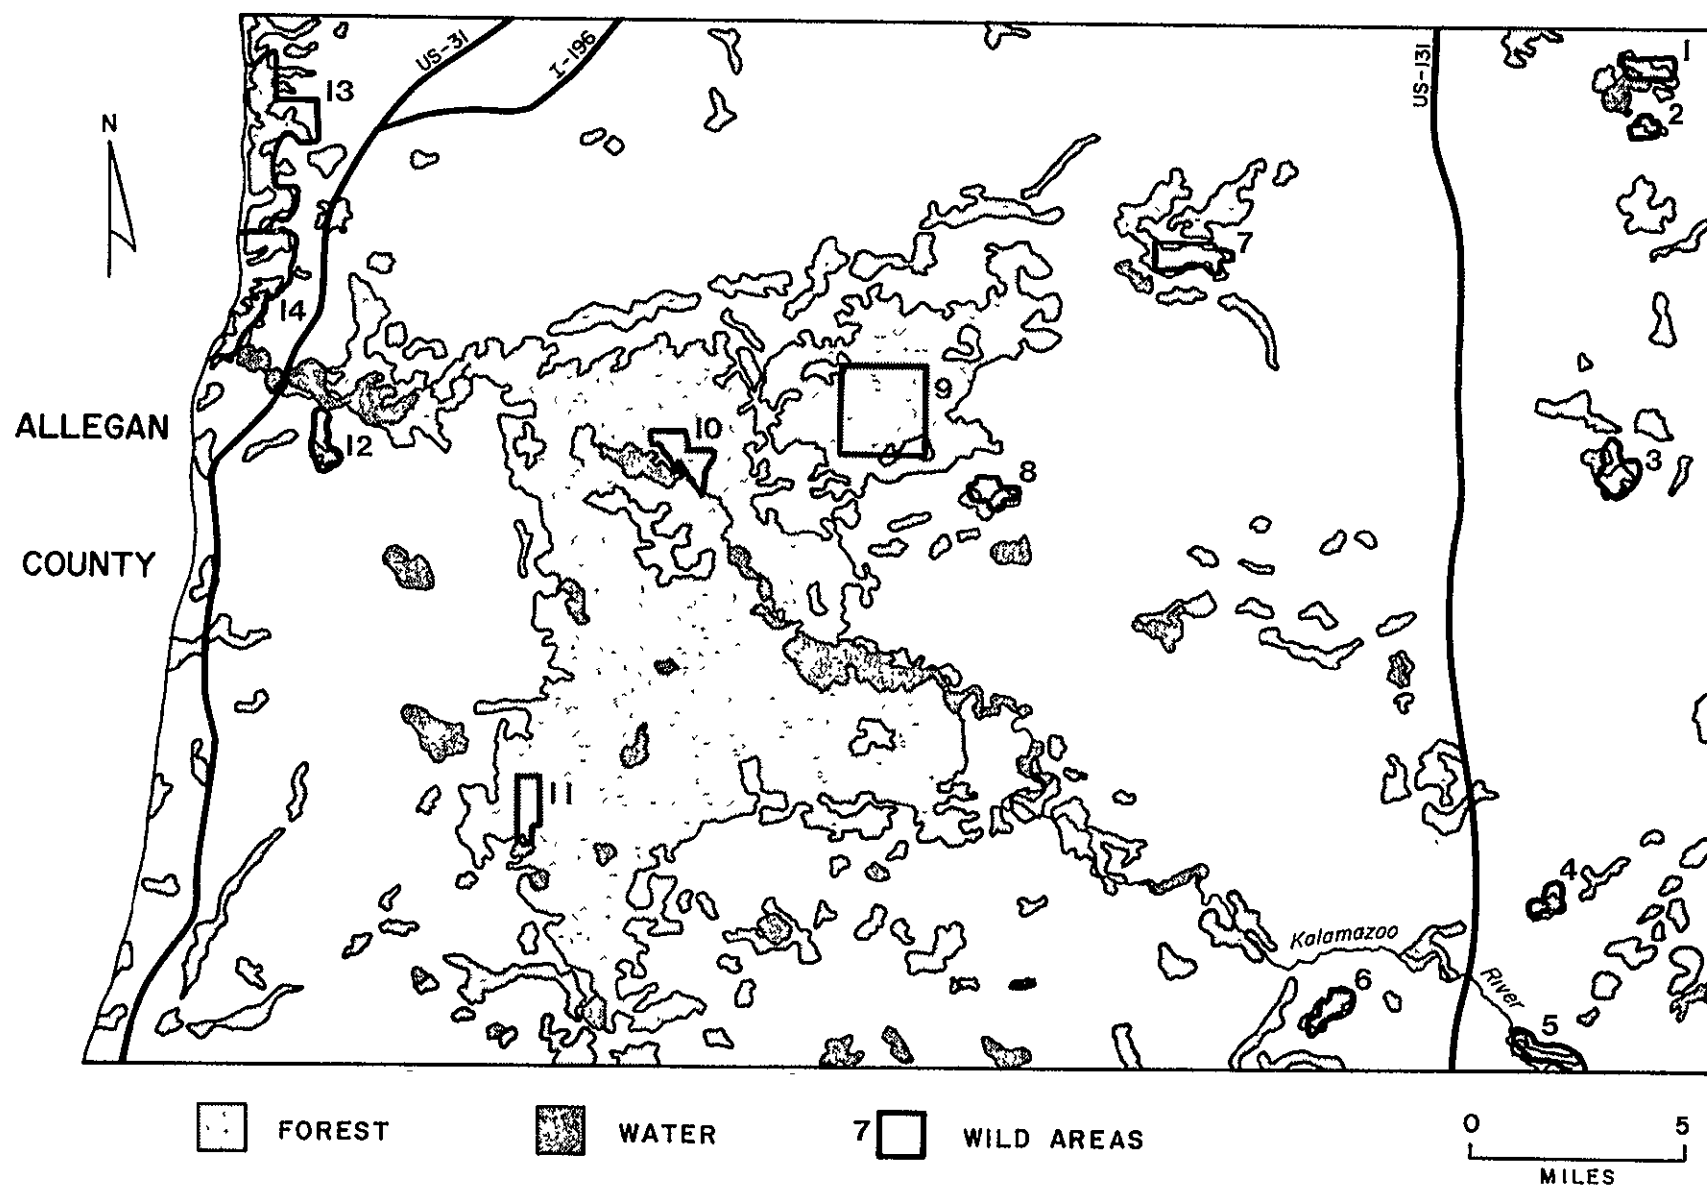 US-31
I-196
US-131
1
2
13
N
7
14
9
ALLEGAN
10
12
8
3
COUNTY
11
4
Kalamazoo
River
6
5
FOREST
WATER
7
WILD AREAS
0
5
MILES